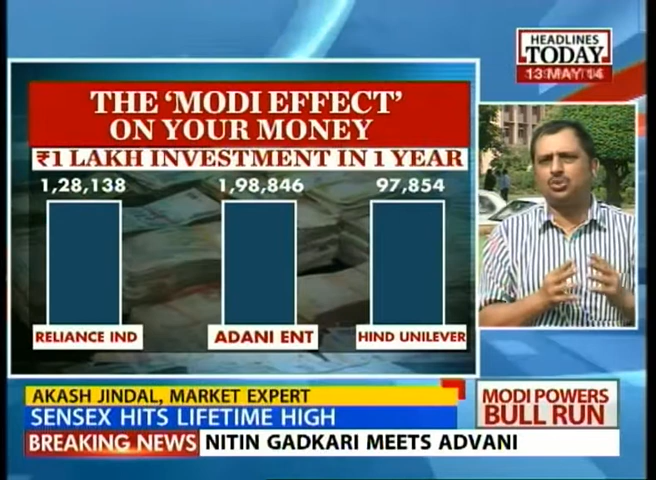 HEADLINES
TODAY
13 MAY'14
THE 'MODI EFFECT'
ON YOUR MONEY
₹1 LAKH INVESTMENT IN 1 YEAR
1,28,138 1,98,846 97,854
RELIANCE IND ADANI ENT HIND UNILEVER
AKASH JINDAL, MARKET EXPERT
SENSEX HITS LIFETIME HIGH
MODI POWERS
BULL RUN
BREAKING NEWS NITIN GADKARI MEETS ADVANI